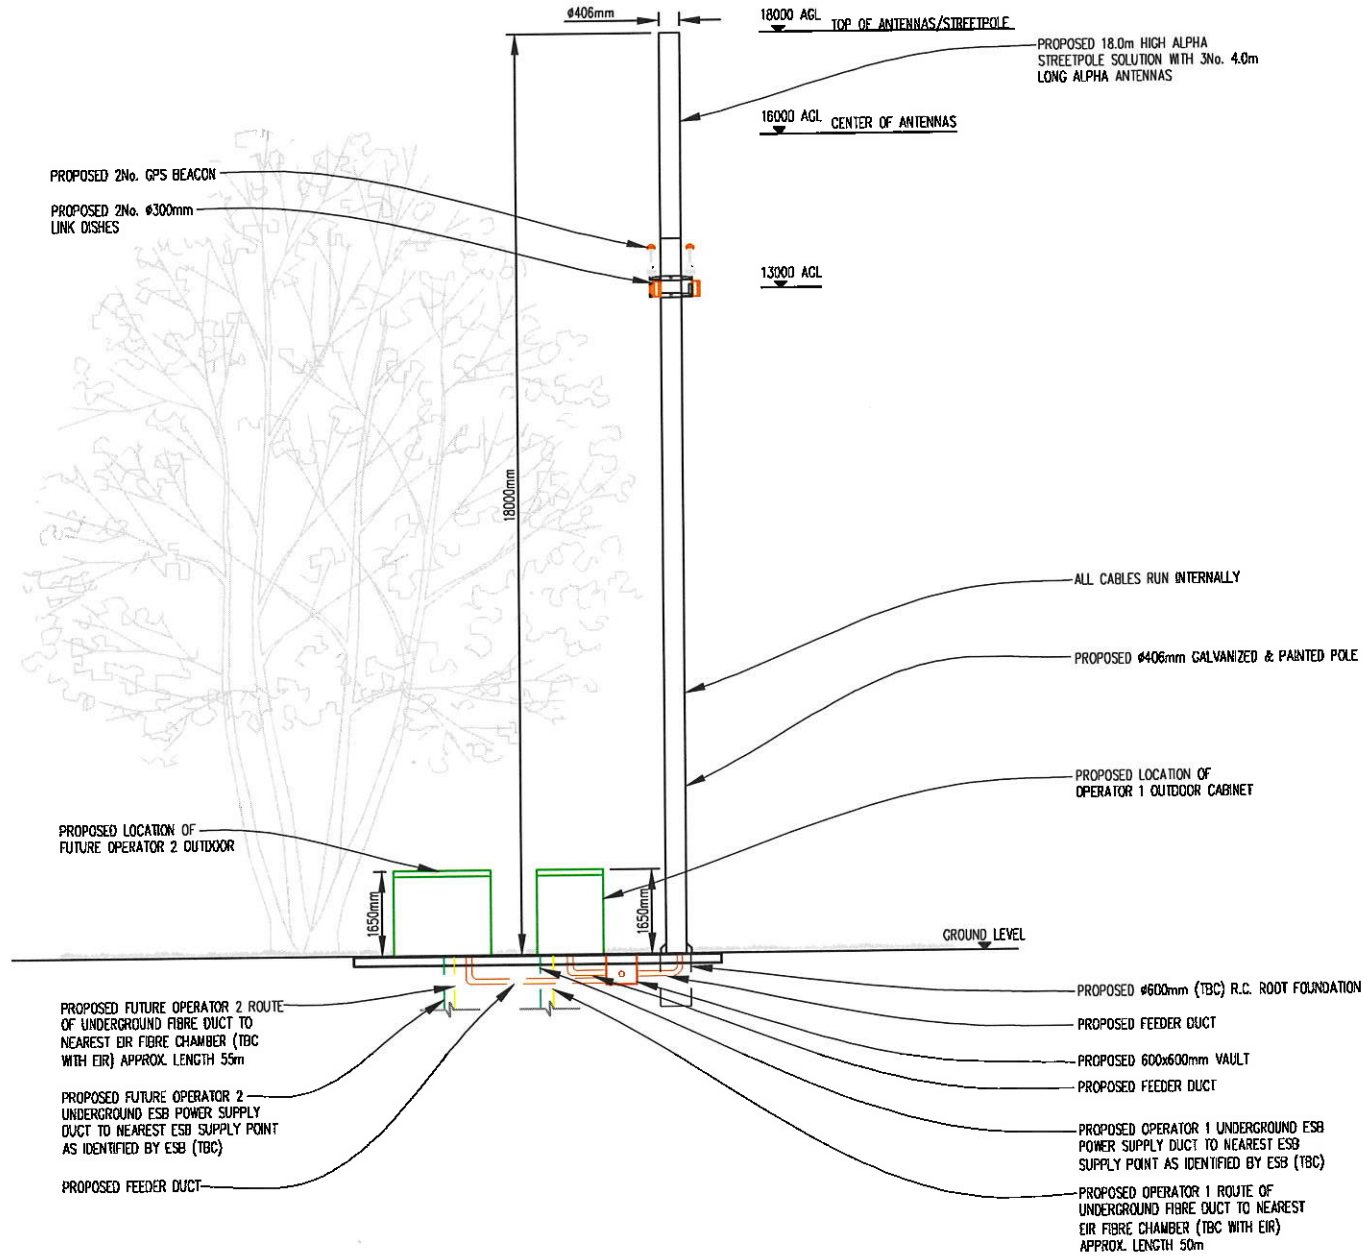 ø406mm
18000 AGL
TOP OF ANTENNAS/STREETPOLE
PROPOSED 18.0m HIGH ALPHA
STREETPOLE SOLUTION WITH 3No. 4.0m
LONG ALPHA ANTENNAS
16000 AGL
CENTER OF ANTENNAS
PROPOSED 2No. GPS BEACON
PROPOSED 2No. ø300mm
LINK DISHES
13000 AGL
18000mm
ALL CABLES RUN INTERNALLY
PROPOSED ø406mm GALVANIZED & PAINTED POLE
PROPOSED LOCATION OF
OPERATOR 1 OUTDOOR CABINET
PROPOSED LOCATION OF
FUTURE OPERATOR 2 OUTDOOR
1650mm
1650mm
GROUND LEVEL
PROPOSED FUTURE OPERATOR 2 ROUTE
OF UNDERGROUND FIBRE DUCT TO
NEAREST EIR FIBRE CHAMBER (TBC
WITH EIR) APPROX. LENGTH 55m
PROPOSED FUTURE OPERATOR 2
UNDERGROUND ESB POWER SUPPLY
DUCT TO NEAREST ESB SUPPLY POINT
AS IDENTIFIED BY ESB (TBC)
PROPOSED FEEDER DUCT
PROPOSED ø600mm (TBC) R.C. ROOT FOUNDATION
PROPOSED FEEDER DUCT
PROPOSED 600x600mm VAULT
PROPOSED FEEDER DUCT
PROPOSED OPERATOR 1 UNDERGROUND ESB
POWER SUPPLY DUCT TO NEAREST ESB
SUPPLY POINT AS IDENTIFIED BY ESB (TBC)
PROPOSED OPERATOR 1 ROUTE OF
UNDERGROUND FIBRE DUCT TO NEAREST
EIR FIBRE CHAMBER (TBC WITH EIR)
APPROX. LENGTH 50m